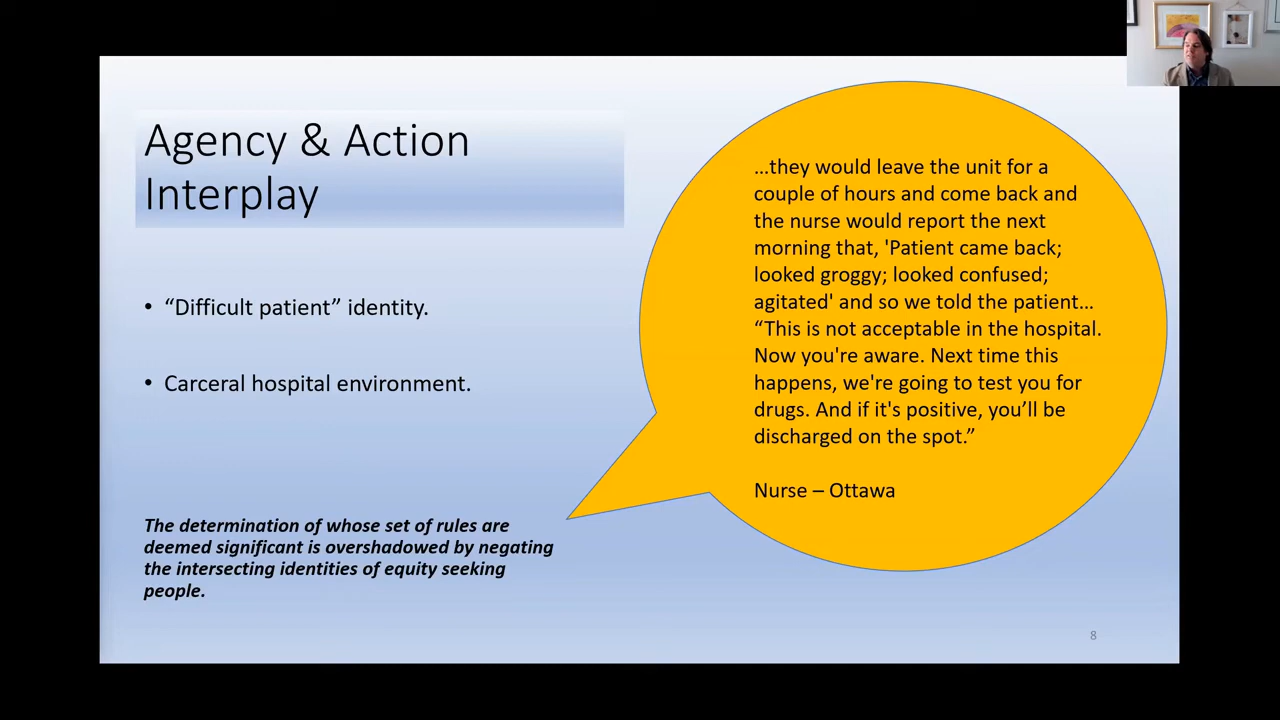 Agency & Action
Interplay
• “Difficult patient” identity.
• Carceral hospital environment.
The determination of whose set of rules are
deemed significant is overshadowed by negating
the intersecting identities of equity seeking
people.
…they would leave the unit for a
couple of hours and come back and
the nurse would report the next
morning that, 'Patient came back;
looked groggy; looked confused;
agitated' and so we told the patient…
“This is not acceptable in the hospital.
Now you're aware. Next time this
happens, we're going to test you for
drugs. And if it's positive, you’ll be
discharged on the spot.”
Nurse – Ottawa
8